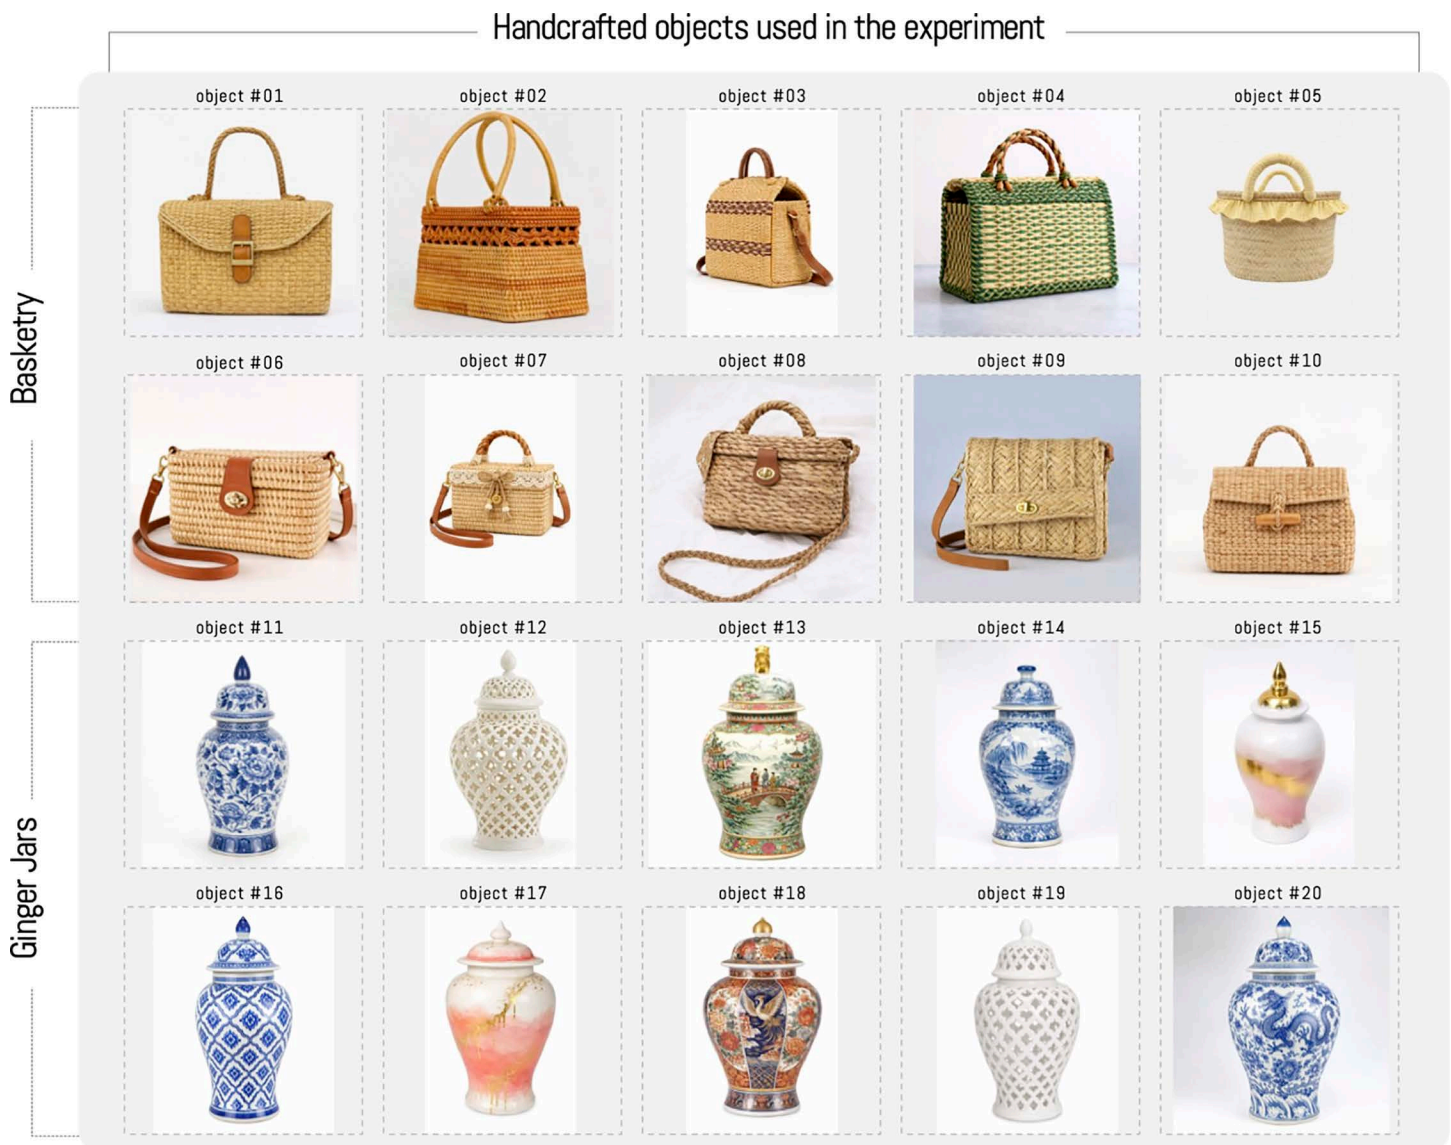 Handcrafted objects used in the experiment
Basketry
object #01
object #02
object #03
object #04
object #05
object #06
object #07
object #08
object #09
object #10
Ginger Jars
object #11
object #12
object #13
object #14
object #15
object #16
object #17
object #18
object #19
object #20